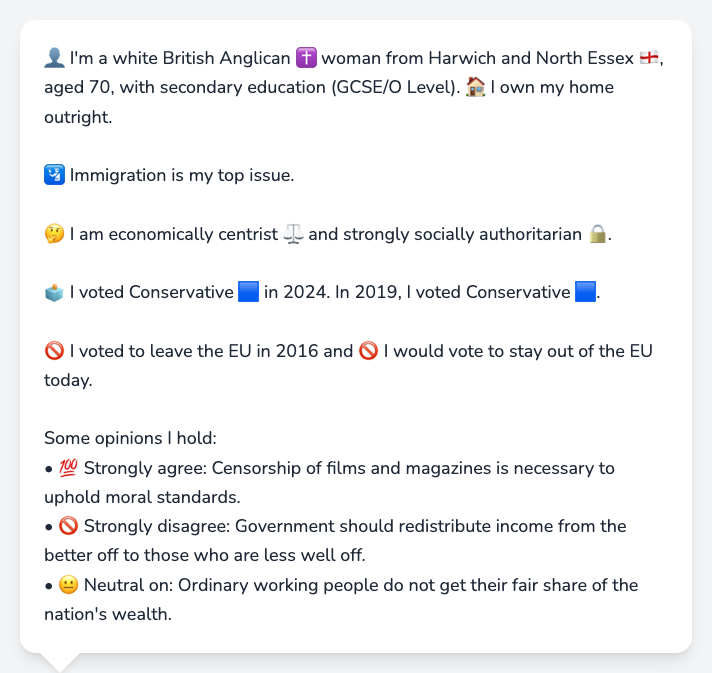 👤 I'm a white British Anglican ✝️ woman from Harwich and North Essex 🏴󠁧󠁢󠁥󠁮󠁧󠁿,
aged 70, with secondary education (GCSE/O Level). 🏠 I own my home
outright.
🛂 Immigration is my top issue.
🤔 I am economically centrist ⚖️ and strongly socially authoritarian 🔒.
🗳️ I voted Conservative 🟦 in 2024. In 2019, I voted Conservative 🟦.
🚫 I voted to leave the EU in 2016 and 🚫 I would vote to stay out of the EU
today.
Some opinions I hold:
• 💯 Strongly agree: Censorship of films and magazines is necessary to
uphold moral standards.
• 🚫 Strongly disagree: Government should redistribute income from the
better off to those who are less well off.
• 😐 Neutral on: Ordinary working people do not get their fair share of the
nation's wealth.